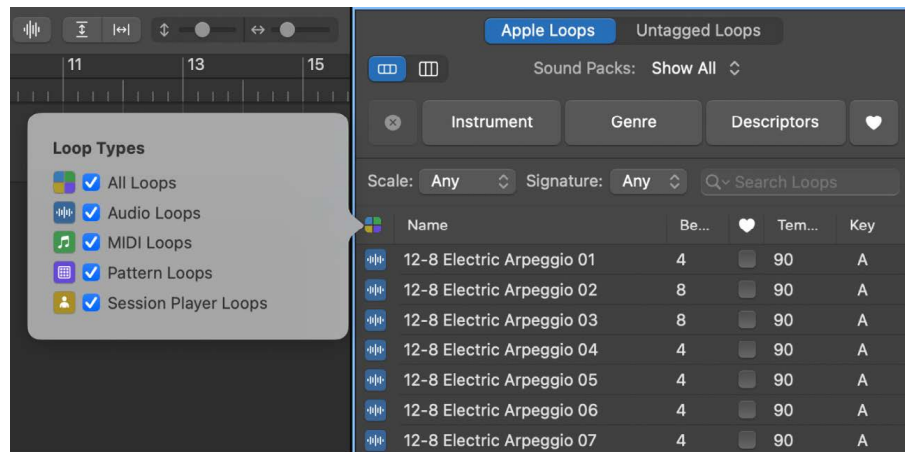 11 13 15
Loop Types
All Loops
Audio Loops
MIDI Loops
Pattern Loops
Session Player Loops
Apple Loops Untagged Loops
Sound Packs: Show All
Instrument Genre Descriptors
Scale: Any Signature: Any Search Loops
Name Be... Tem... Key
12-8 Electric Arpeggio 01 4 90 A
12-8 Electric Arpeggio 02 8 90 A
12-8 Electric Arpeggio 03 8 90 A
12-8 Electric Arpeggio 04 4 90 A
12-8 Electric Arpeggio 05 4 90 A
12-8 Electric Arpeggio 06 4 90 A
12-8 Electric Arpeggio 07 4 90 A